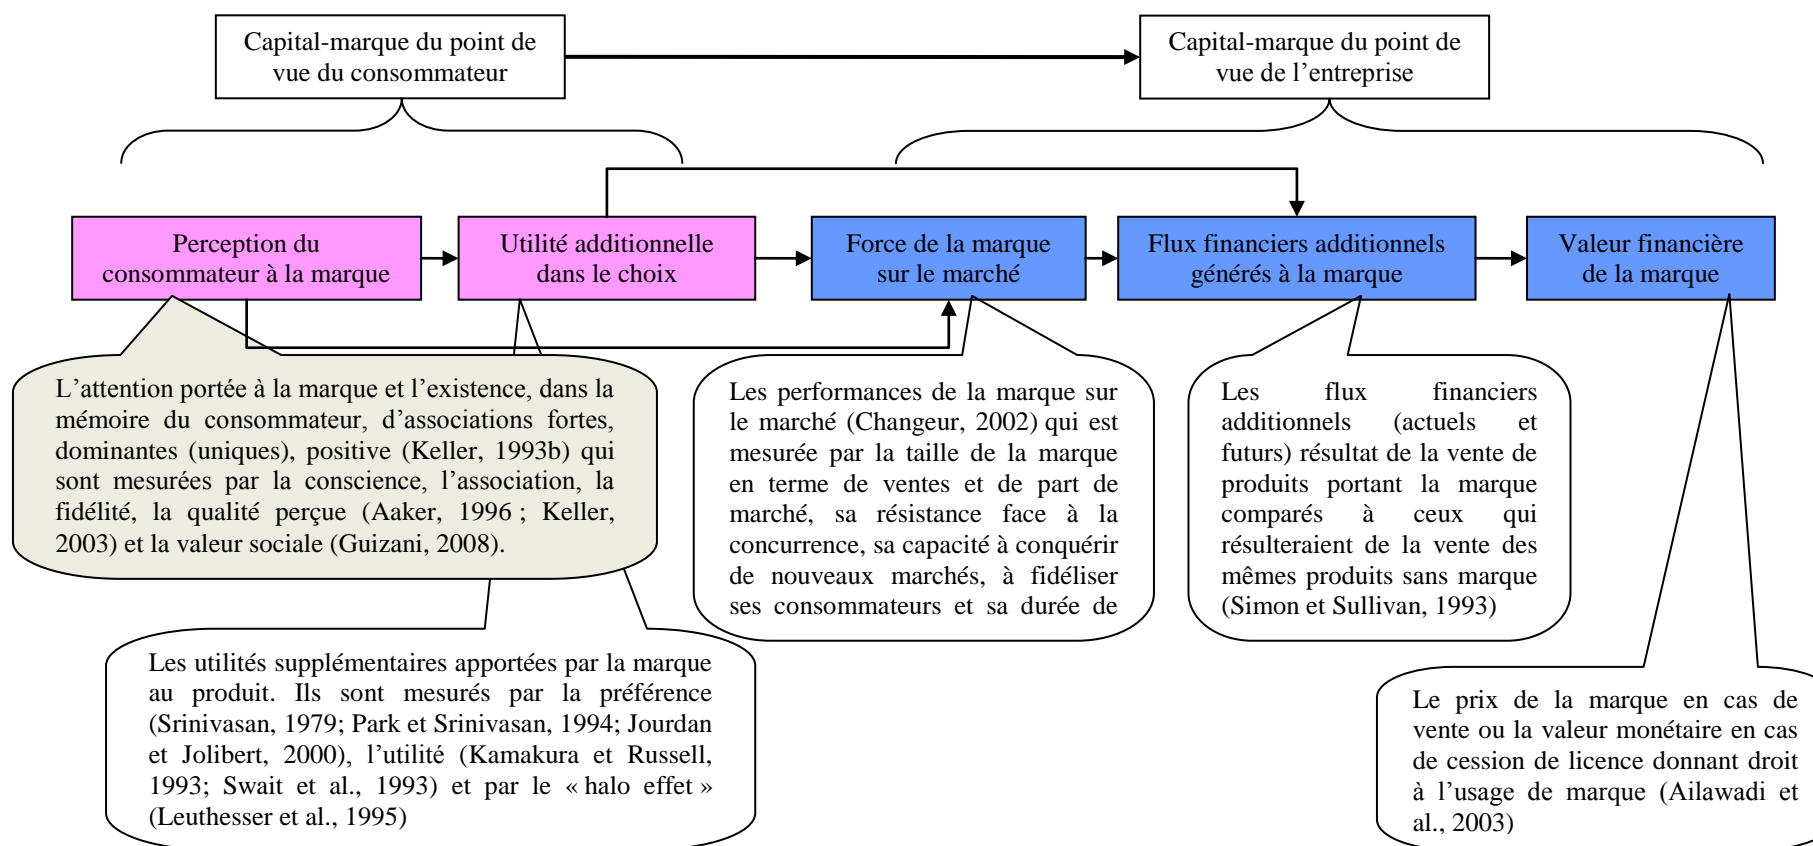 Capital-marque du point de
vue du consommateur
Capital-marque du point de
vue de l’entreprise
Perception du
consommateur à la marque
Utilité additionnelle
dans le choix
Force de la marque
sur le marché
Flux financiers additionnels
générés à la marque
Valeur financière
de la marque
L’attention portée à la marque et l’existence, dans la
mémoire du consommateur, d’associations fortes,
dominantes (uniques), positive (Keller, 1993b) qui
sont mesurées par la conscience, l’association, la
fidélité, la qualité perçue (Aaker, 1996 ; Keller,
2003) et la valeur sociale (Guizani, 2008).
Les performances de la marque sur
le marché (Changeur, 2002) qui est
mesurée par la taille de la marque
en terme de ventes et de part de
marché, sa résistance face à la
concurrence, sa capacité à conquérir
de nouveaux marchés, à fidéliser
ses consommateurs et sa durée de
Les flux financiers
additionnels (actuels et
futurs) résultat de la vente de
produits portant la marque
comparés à ceux qui
résulteraient de la vente des
mêmes produits sans marque
(Simon et Sullivan, 1993)
Les utilités supplémentaires apportées par la marque
au produit. Ils sont mesurés par la préférence
(Srinivasan, 1979; Park et Srinivasan, 1994; Jourdan
et Jolibert, 2000), l’utilité (Kamakura et Russell,
1993; Swait et al., 1993) et par le « halo effet »
(Leuthesser et al., 1995)
Le prix de la marque en cas de
vente ou la valeur monétaire en cas
de cession de licence donnant droit
à l’usage de marque (Ailawadi et
al., 2003)